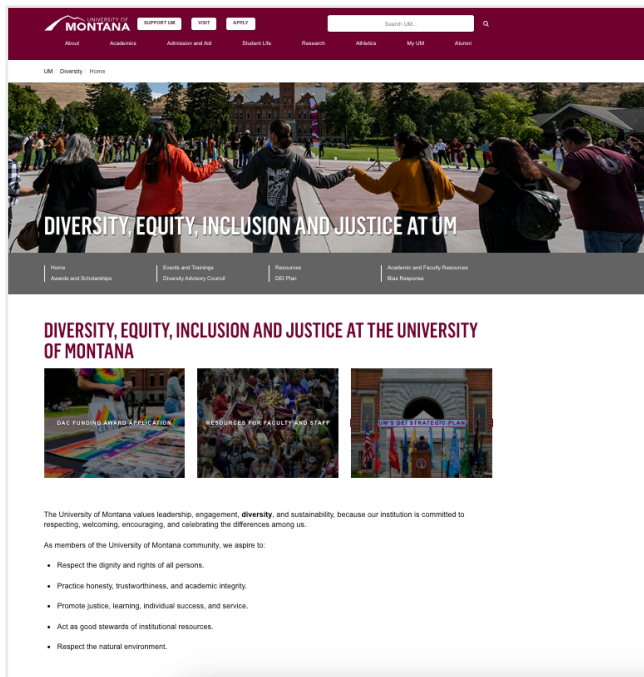 UNIVERSITY OF
MONTANA
SUPPORT UM
VISIT
APPLY
Search UM...
About
Academics
Admission and Aid
Student Life
Research
Athletics
My UM
Alumni
UM / Diversity / Home
DIVERSITY, EQUITY, INCLUSION AND JUSTICE AT UM
Home
Awards and Scholarships
Events and Trainings
Diversity Advisory Council
Resources
DEI Plan
Academic and Faculty Resources
Bias Response
DIVERSITY, EQUITY, INCLUSION AND JUSTICE AT THE UNIVERSITY
OF MONTANA
DAC FUNDING AWARD APPLICATION
RESOURCES FOR FACULTY AND STAFF
UM'S DEI STRATEGIC PLAN
The University of Montana values leadership, engagement, diversity, and sustainability, because our institution is committed to
respecting, welcoming, encouraging, and celebrating the differences among us.
As members of the University of Montana community, we aspire to:
• Respect the dignity and rights of all persons.
• Practice honesty, trustworthiness, and academic integrity.
• Promote justice, learning, individual success, and service.
• Act as good stewards of institutional resources.
• Respect the natural environment.